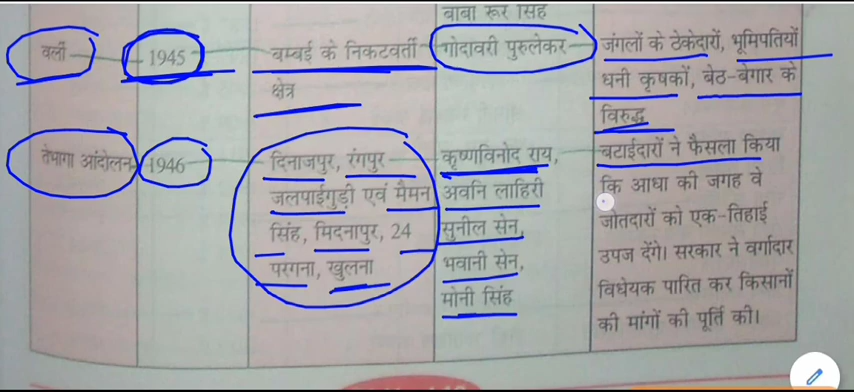 बाबा रूर सिंह
वर्ली 1945 बम्बई के निकटवर्ती गोदावरी पुरुलेकर जंगलों के ठेकेदारों, भूमिपतियों
क्षेत्र धनी कृषकों, बेठ-बेगार के
विरुद्ध
तेभागा आंदोलन 1946 दिनाजपुर, रंगपुर कृष्णविनोद राय, बटाईदारों ने फैसला किया
जलपाईगुड़ी एवं मैमन अवनि लाहिरी कि आधा की जगह वे
सिंह, मिदनापुर, 24 सुनील सेन, जोतदारों को एक-तिहाई
परगना, खुलना भवानी सेन, उपज देंगे। सरकार ने वर्गादार
मोनी सिंह विधेयक पारित कर किसानों
की मांगों की पूर्ति की।